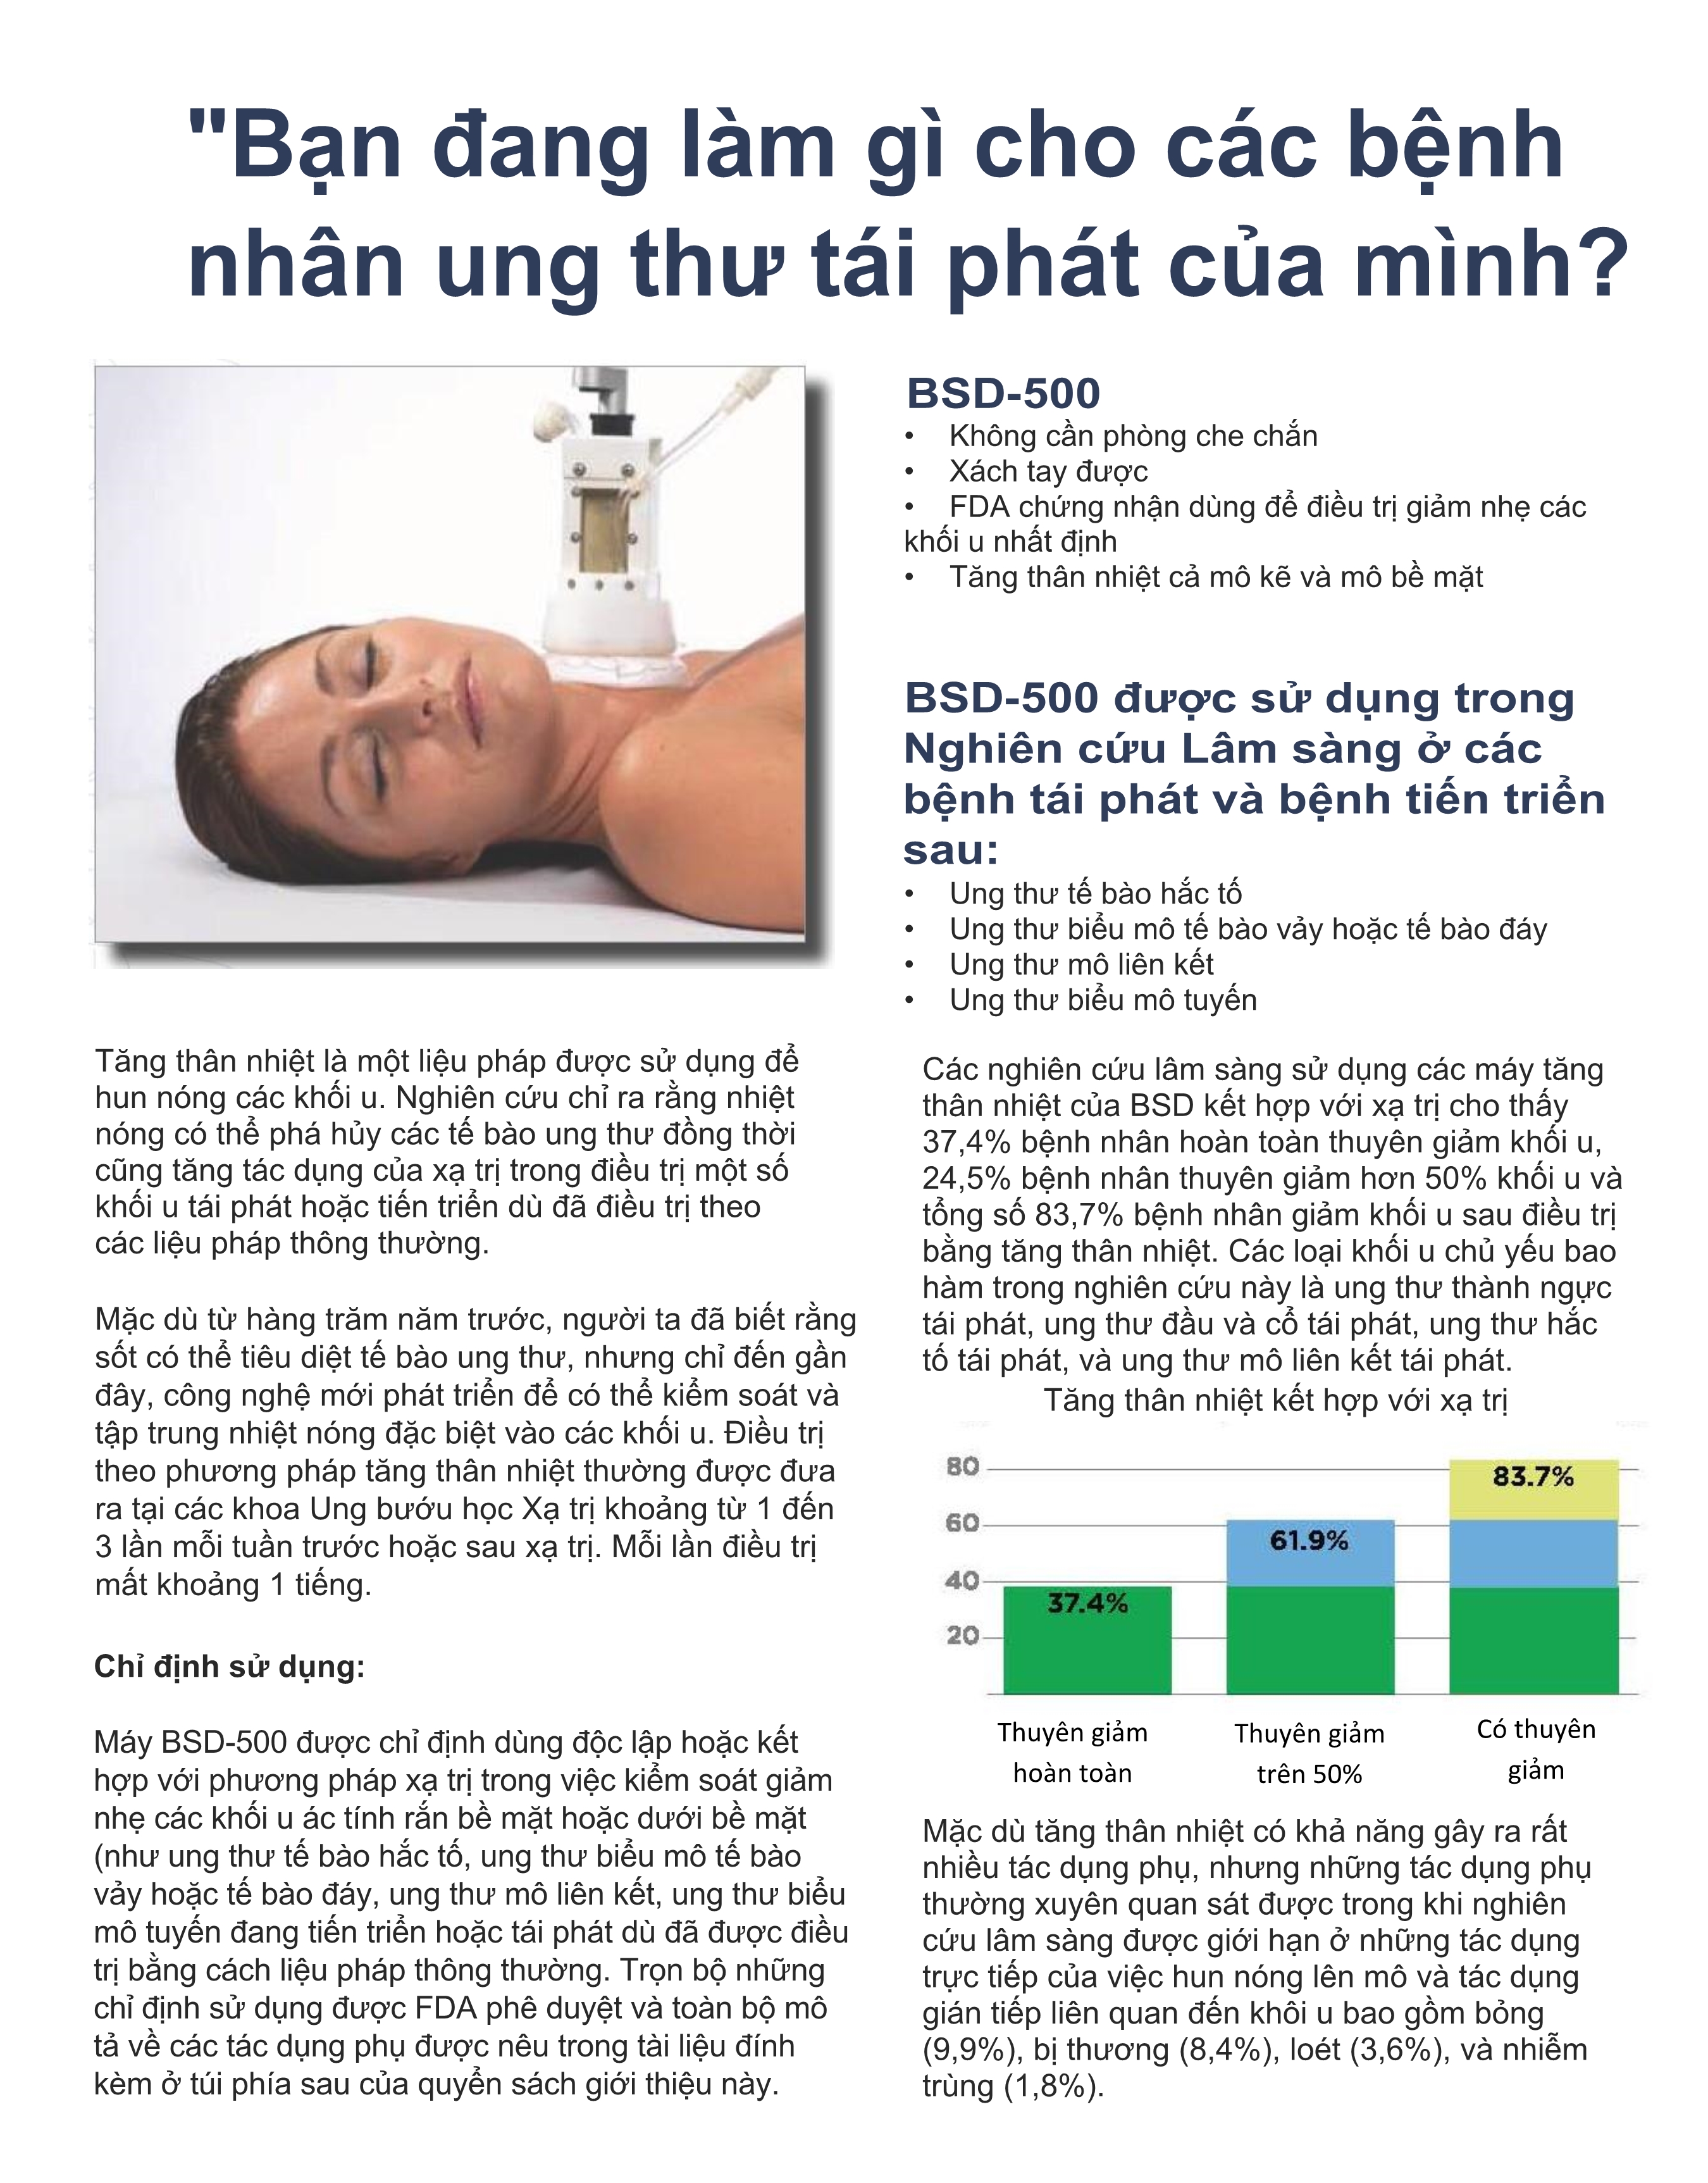 "Bạn đang làm gì cho các bệnh
nhân ung thư tái phát của mình?
BSD-500
• Không cần phòng che chắn
• Xách tay được
• FDA chứng nhận dùng để điều trị giảm nhẹ các
khối u nhất định
• Tăng thân nhiệt cả mô kẽ và mô bề mặt
BSD-500 được sử dụng trong
Nghiên cứu Lâm sàng ở các
bệnh tái phát và bệnh tiến triển
sau:
• Ung thư tế bào hắc tố
• Ung thư biểu mô tế bào vảy hoặc tế bào đáy
• Ung thư mô liên kết
• Ung thư biểu mô tuyến
Tăng thân nhiệt là một liệu pháp được sử dụng để
hun nóng các khối u. Nghiên cứu chỉ ra rằng nhiệt
nóng có thể phá hủy các tế bào ung thư đồng thời
cũng tăng tác dụng của xạ trị trong điều trị một số
khối u tái phát hoặc tiến triển dù đã điều trị theo
các liệu pháp thông thường.
Mặc dù từ hàng trăm năm trước, người ta đã biết rằng
sốt có thể tiêu diệt tế bào ung thư, nhưng chỉ đến gần
đây, công nghệ mới phát triển để có thể kiểm soát và
tập trung nhiệt nóng đặc biệt vào các khối u. Điều trị
theo phương pháp tăng thân nhiệt thường được đưa
ra tại các khoa Ung bướu học Xạ trị khoảng từ 1 đến
3 lần mỗi tuần trước hoặc sau xạ trị. Mỗi lần điều trị
mất khoảng 1 tiếng.
Chỉ định sử dụng:
Máy BSD-500 được chỉ định dùng độc lập hoặc kết
hợp với phương pháp xạ trị trong việc kiểm soát giảm
nhẹ các khối u ác tính rắn bề mặt hoặc dưới bề mặt
(như ung thư tế bào hắc tố, ung thư biểu mô tế bào
vảy hoặc tế bào đáy, ung thư mô liên kết, ung thư biểu
mô tuyến đang tiến triển hoặc tái phát dù đã được điều
trị bằng cách liệu pháp thông thường. Trọn bộ những
chỉ định sử dụng được FDA phê duyệt và toàn bộ mô
tả về các tác dụng phụ được nêu trong tài liệu đính
kèm ở túi phía sau của quyển sách giới thiệu này.
Các nghiên cứu lâm sàng sử dụng các máy tăng
thân nhiệt của BSD kết hợp với xạ trị cho thấy
37,4% bệnh nhân hoàn toàn thuyên giảm khối u,
24,5% bệnh nhân thuyên giảm hơn 50% khối u và
tổng số 83,7% bệnh nhân giảm khối u sau điều trị
bằng tăng thân nhiệt. Các loại khối u chủ yếu bao
hàm trong nghiên cứu này là ung thư thành ngực
tái phát, ung thư đầu và cổ tái phát, ung thư hắc
tố tái phát, và ung thư mô liên kết tái phát.
Tăng thân nhiệt kết hợp với xạ trị
80
60
40
20
37.4%
61.9%
83.7%
Thuyên giảm
hoàn toàn
Thuyên giảm
trên 50%
Có thuyên
giảm
Mặc dù tăng thân nhiệt có khả năng gây ra rất
nhiều tác dụng phụ, nhưng những tác dụng phụ
thường xuyên quan sát được trong khi nghiên
cứu lâm sàng được giới hạn ở những tác dụng
trực tiếp của việc hun nóng lên mô và tác dụng
gián tiếp liên quan đến khôi u bao gồm bỏng
(9,9%), bị thương (8,4%), loét (3,6%), và nhiễm
trùng (1,8%).